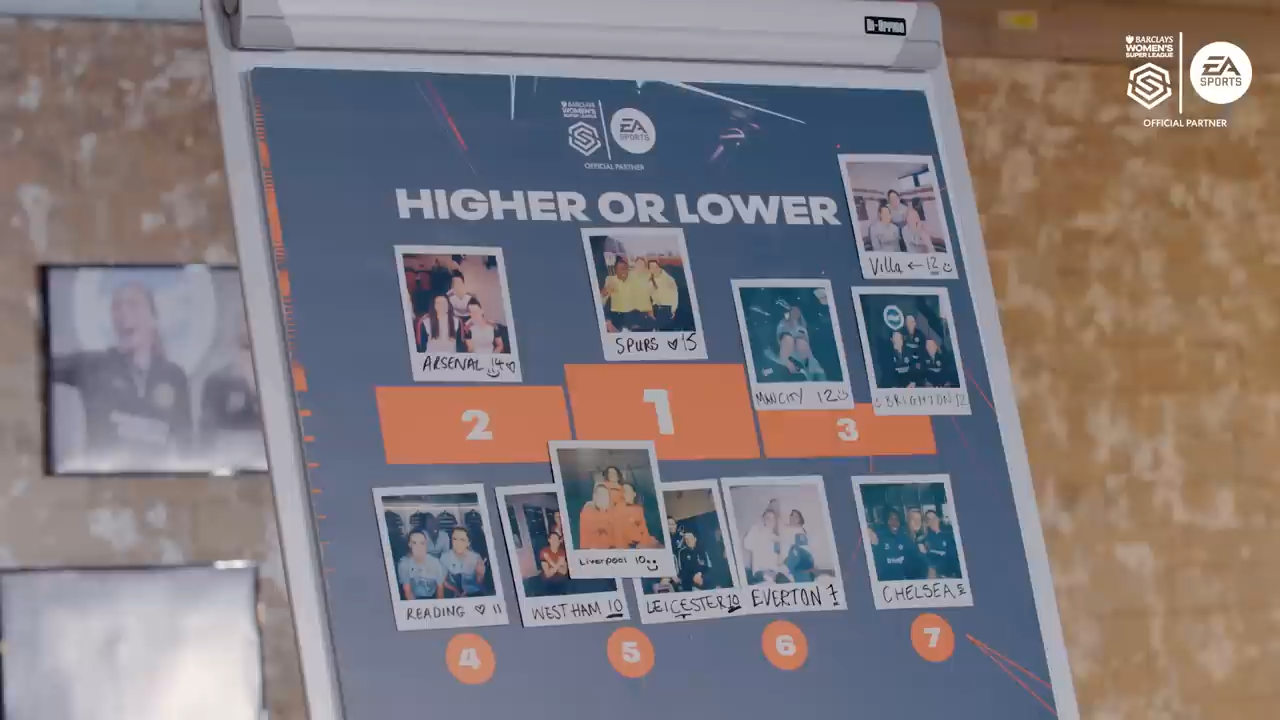 BARCLAYS
WOMEN'S
SUPER LEAGUE
EA
SPORTS
OFFICIAL PARTNER
BARCLAYS
WOMEN'S
SUPER LEAGUE
EA
SPORTS
OFFICIAL PARTNER
HIGHER OR LOWER
Villa ← 12
ARSENAL 14
SPURS ♡ 15
MANCITY 12
BRIGHTON 12
2
1
3
Liverpool 10
READING ♡ 11
WESTHAM 10
LEICESTER 10
EVERTON 7
CHELSEA 5
4
5
6
7